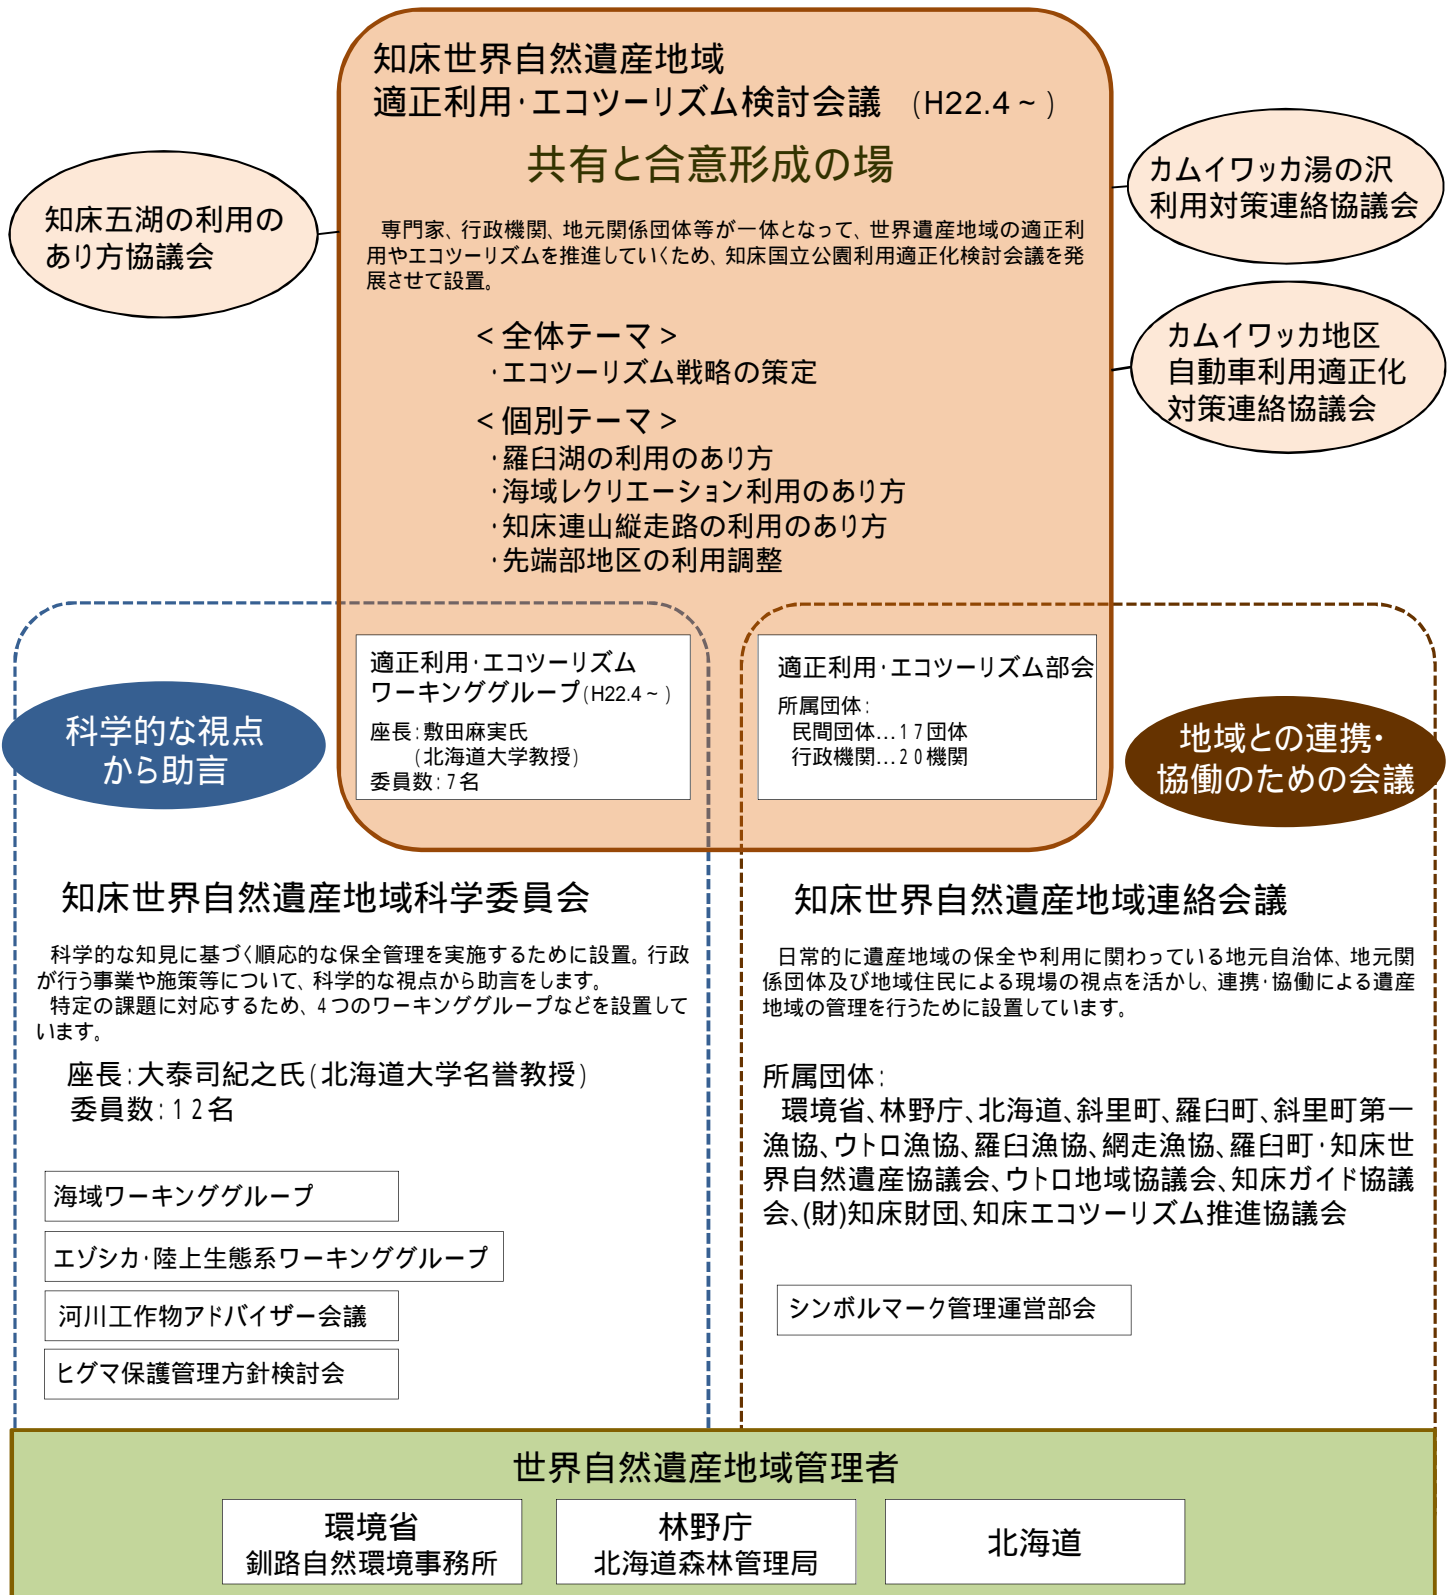 知床世界自然遺産地域
適正利用・エコツーリズム検討会議 (H22.4~)
共有と合意形成の場
専門家、行政機関、地元関係団体等が一体となって、世界遺産地域の適正利
用やエコツーリズムを推進していくため、知床国立公園利用適正化検討会議を発
展させて設置。
<全体テーマ>
・エコツーリズム戦略の策定
<個別テーマ>
・羅臼湖の利用のあり方
・海域レクリエーション利用のあり方
・知床連山縦走路の利用のあり方
・先端部地区の利用調整
知床五湖の利用の
あり方協議会
カムイワッカ湯の沢
利用対策連絡協議会
カムイワッカ地区
自動車利用適正化
対策連絡協議会
適正利用・エコツーリズム
ワーキンググループ(H22.4~)
座長:敷田麻実氏
(北海道大学教授)
委員数:7名
適正利用・エコツーリズム部会
所属団体:
民間団体…17団体
行政機関…20機関
科学的な視点
から助言
地域との連携・
協働のための会議
知床世界自然遺産地域科学委員会
科学的な知見に基づく順応的な保全管理を実施するために設置。行政
が行う事業や施策等について、科学的な視点から助言をします。
特定の課題に対応するため、4つのワーキンググループなどを設置して
います。
座長:大泰司紀之氏(北海道大学名誉教授)
委員数:12名
海域ワーキンググループ
エゾシカ・陸上生態系ワーキンググループ
河川工作物アドバイザー会議
ヒグマ保護管理方針検討会
知床世界自然遺産地域連絡会議
日常的に遺産地域の保全や利用に関わっている地元自治体、地元関
係団体及び地域住民による現場の視点を活かし、連携・協働による遺産
地域の管理を行うために設置しています。
所属団体:
環境省、林野庁、北海道、斜里町、羅臼町、斜里町第一
漁協、ウトロ漁協、羅臼漁協、網走漁協、羅臼町・知床世
界自然遺産協議会、ウトロ地域協議会、知床ガイド協議
会、(財)知床財団、知床エコツーリズム推進協議会
シンボルマーク管理運営部会
世界自然遺産地域管理者
環境省
釧路自然環境事務所
林野庁
北海道森林管理局
北海道